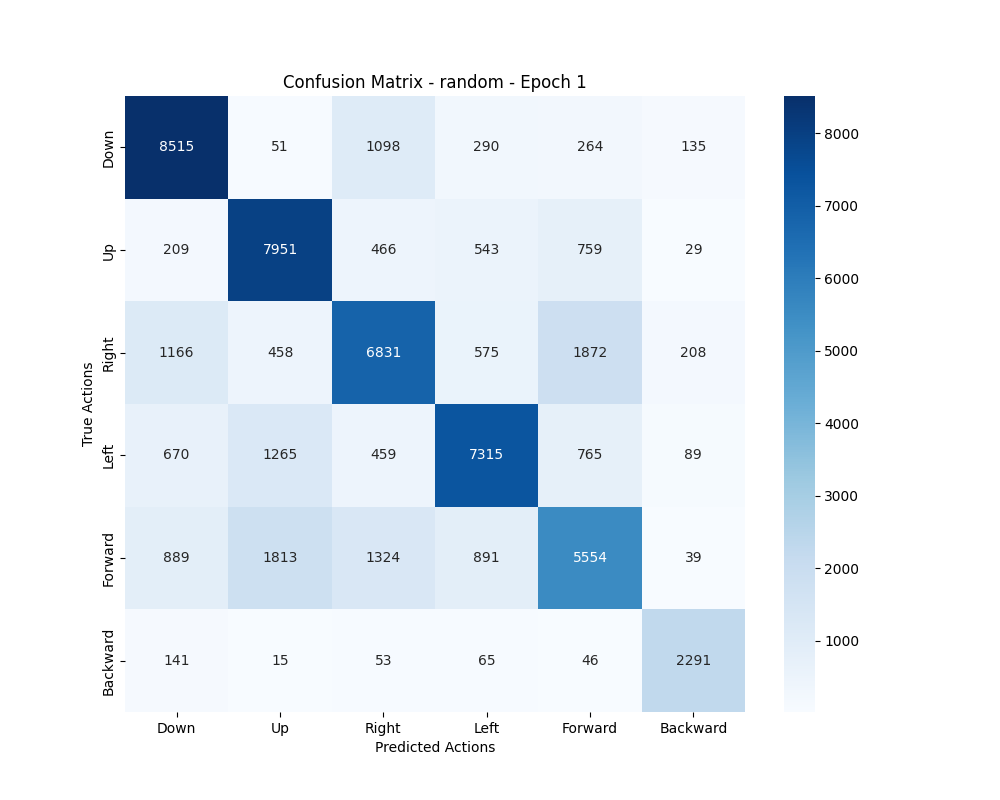 Confusion Matrix - random - Epoch 1
True Actions
Down 8515 51 1098 290 264 135
Up 209 7951 466 543 759 29
Right 1166 458 6831 575 1872 208
Left 670 1265 459 7315 765 89
Forward 889 1813 1324 891 5554 39
Backward 141 15 53 65 46 2291
Down Up Right Left Forward Backward
Predicted Actions
8000
7000
6000
5000
4000
3000
2000
1000